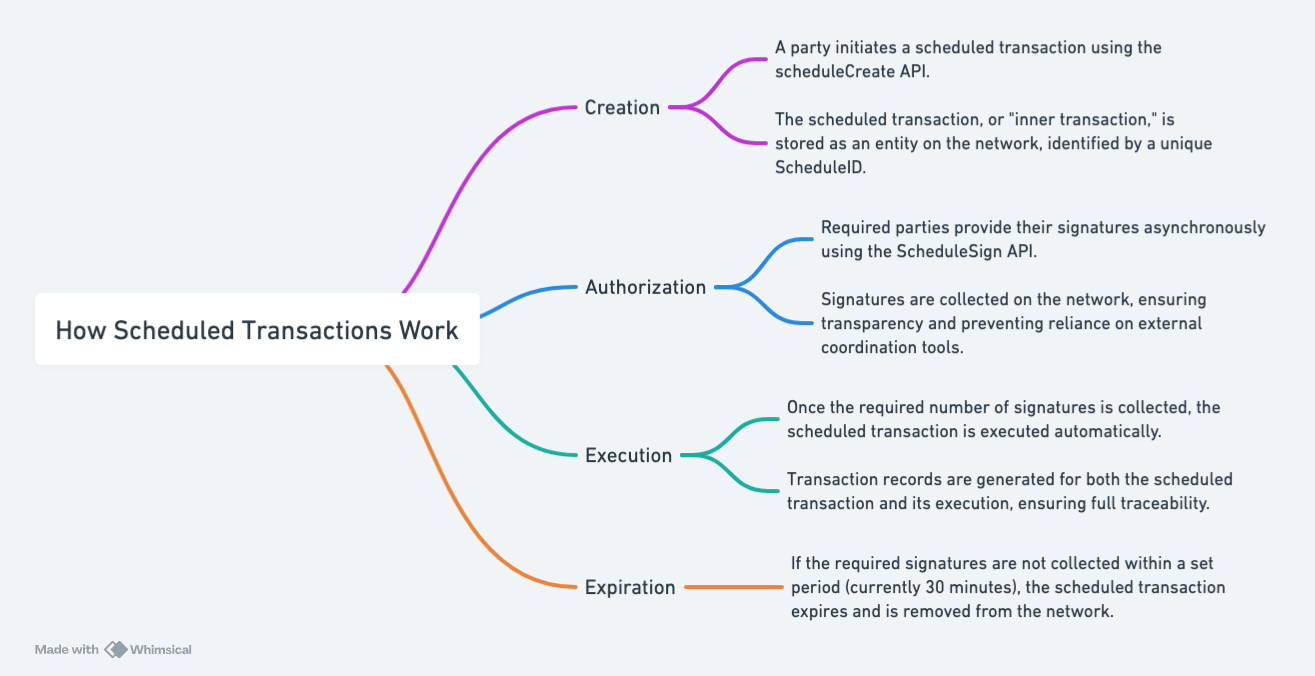 How Scheduled Transactions Work
Creation
A party initiates a scheduled transaction using the
scheduleCreate API.
The scheduled transaction, or "inner transaction," is
stored as an entity on the network, identified by a unique
ScheduleID.
Authorization
Required parties provide their signatures asynchronously
using the ScheduleSign API.
Signatures are collected on the network, ensuring
transparency and preventing reliance on external
coordination tools.
Execution
Once the required number of signatures is collected, the
scheduled transaction is executed automatically.
Transaction records are generated for both the scheduled
transaction and its execution, ensuring full traceability.
Expiration
If the required signatures are not collected within a set
period (currently 30 minutes), the scheduled transaction
expires and is removed from the network.
Made with Whimsical